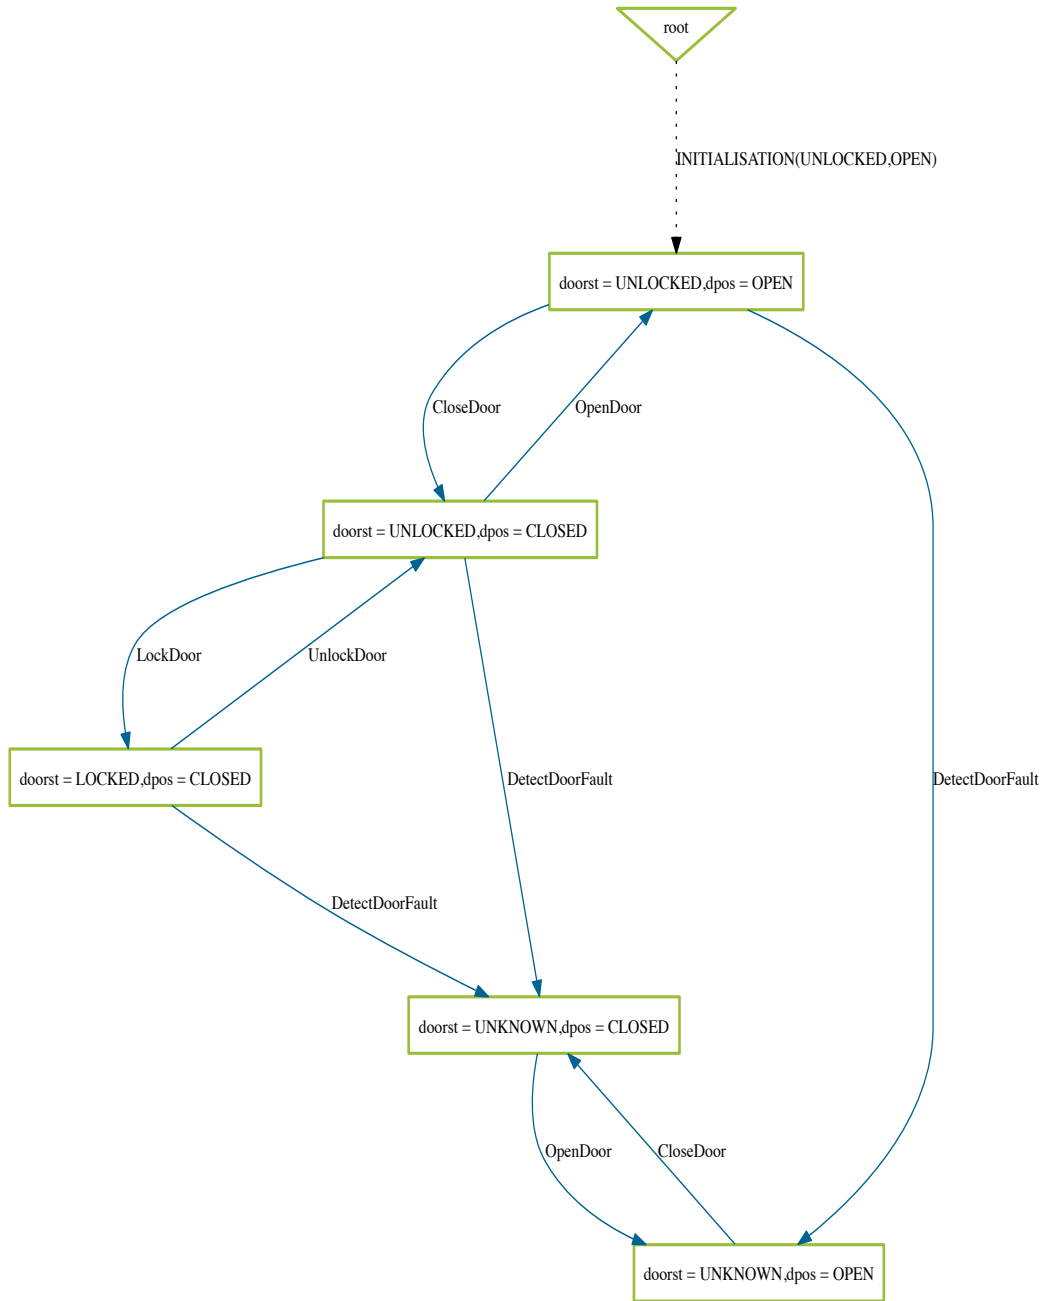 root
INITIALISATION(UNLOCKED,OPEN)
doorst = UNLOCKED,dpos = OPEN
CloseDoor
OpenDoor
doorst = UNLOCKED,dpos = CLOSED
LockDoor
UnlockDoor
doorst = LOCKED,dpos = CLOSED
DetectDoorFault
DetectDoorFault
DetectDoorFault
doorst = UNKNOWN,dpos = CLOSED
OpenDoor
CloseDoor
doorst = UNKNOWN,dpos = OPEN